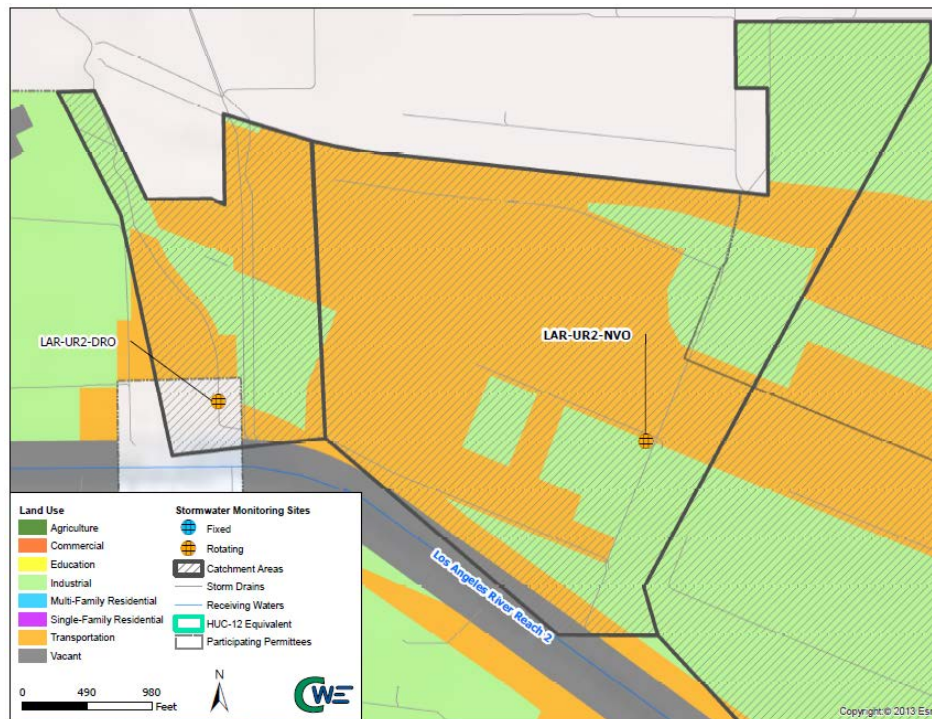 LAR-UR2-DRO
LAR-UR2-NVO
Los Angeles River Reach 2
Land Use
Agriculture
Commercial
Education
Industrial
Multi-Family Residential
Single-Family Residential
Transportation
Vacant
Stormwater Monitoring Sites
Fixed
Rotating
Catchment Areas
Storm Drains
Receiving Waters
HUC-12 Equivalent
Participating Permittees
0 490 980
Feet
N
CWE
Copyright:© 2013 Esri